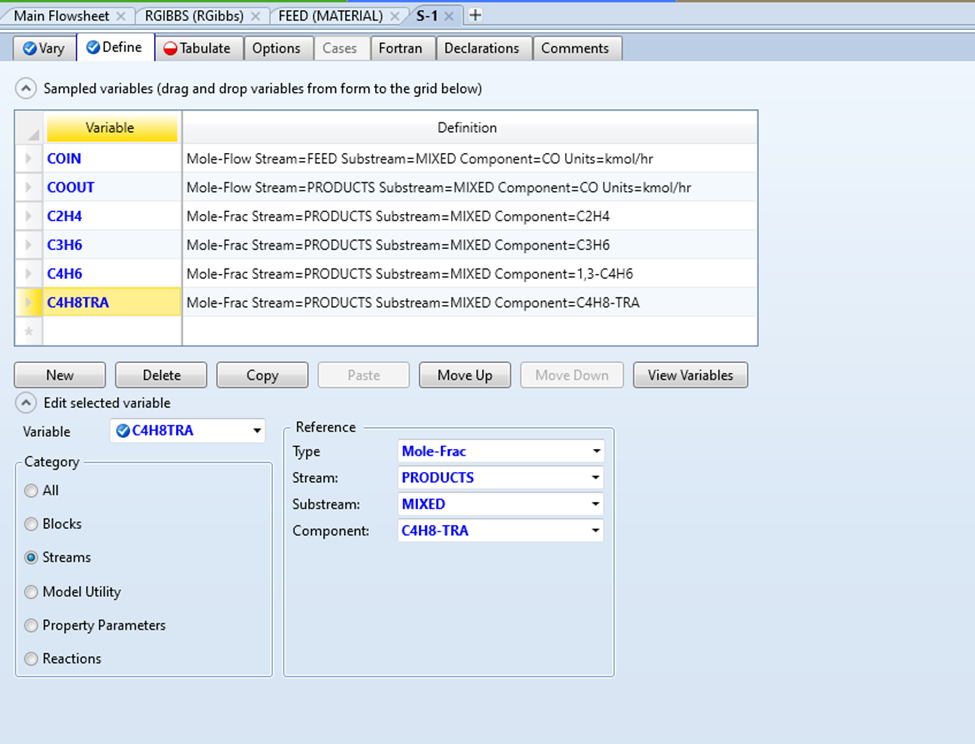 Main Flowsheet
RGIBBS (RGibbs)
FEED (MATERIAL)
S-1
Vary
Define
Tabulate
Options
Cases
Fortran
Declarations
Comments
Sampled variables (drag and drop variables from form to the grid below)
Variable Definition
COIN Mole-Flow Stream=FEED Substream=MIXED Component=CO Units=kmol/hr
COOUT Mole-Flow Stream=PRODUCTS Substream=MIXED Component=CO Units=kmol/hr
C2H4 Mole-Frac Stream=PRODUCTS Substream=MIXED Component=C2H4
C3H6 Mole-Frac Stream=PRODUCTS Substream=MIXED Component=C3H6
C4H6 Mole-Frac Stream=PRODUCTS Substream=MIXED Component=1,3-C4H6
C4H8TRA Mole-Frac Stream=PRODUCTS Substream=MIXED Component=C4H8-TRA
New
Delete
Copy
Paste
Move Up
Move Down
View Variables
Edit selected variable
Variable C4H8TRA
Category
All
Blocks
Streams
Model Utility
Property Parameters
Reactions
Reference
Type Mole-Frac
Stream: PRODUCTS
Substream: MIXED
Component: C4H8-TRA